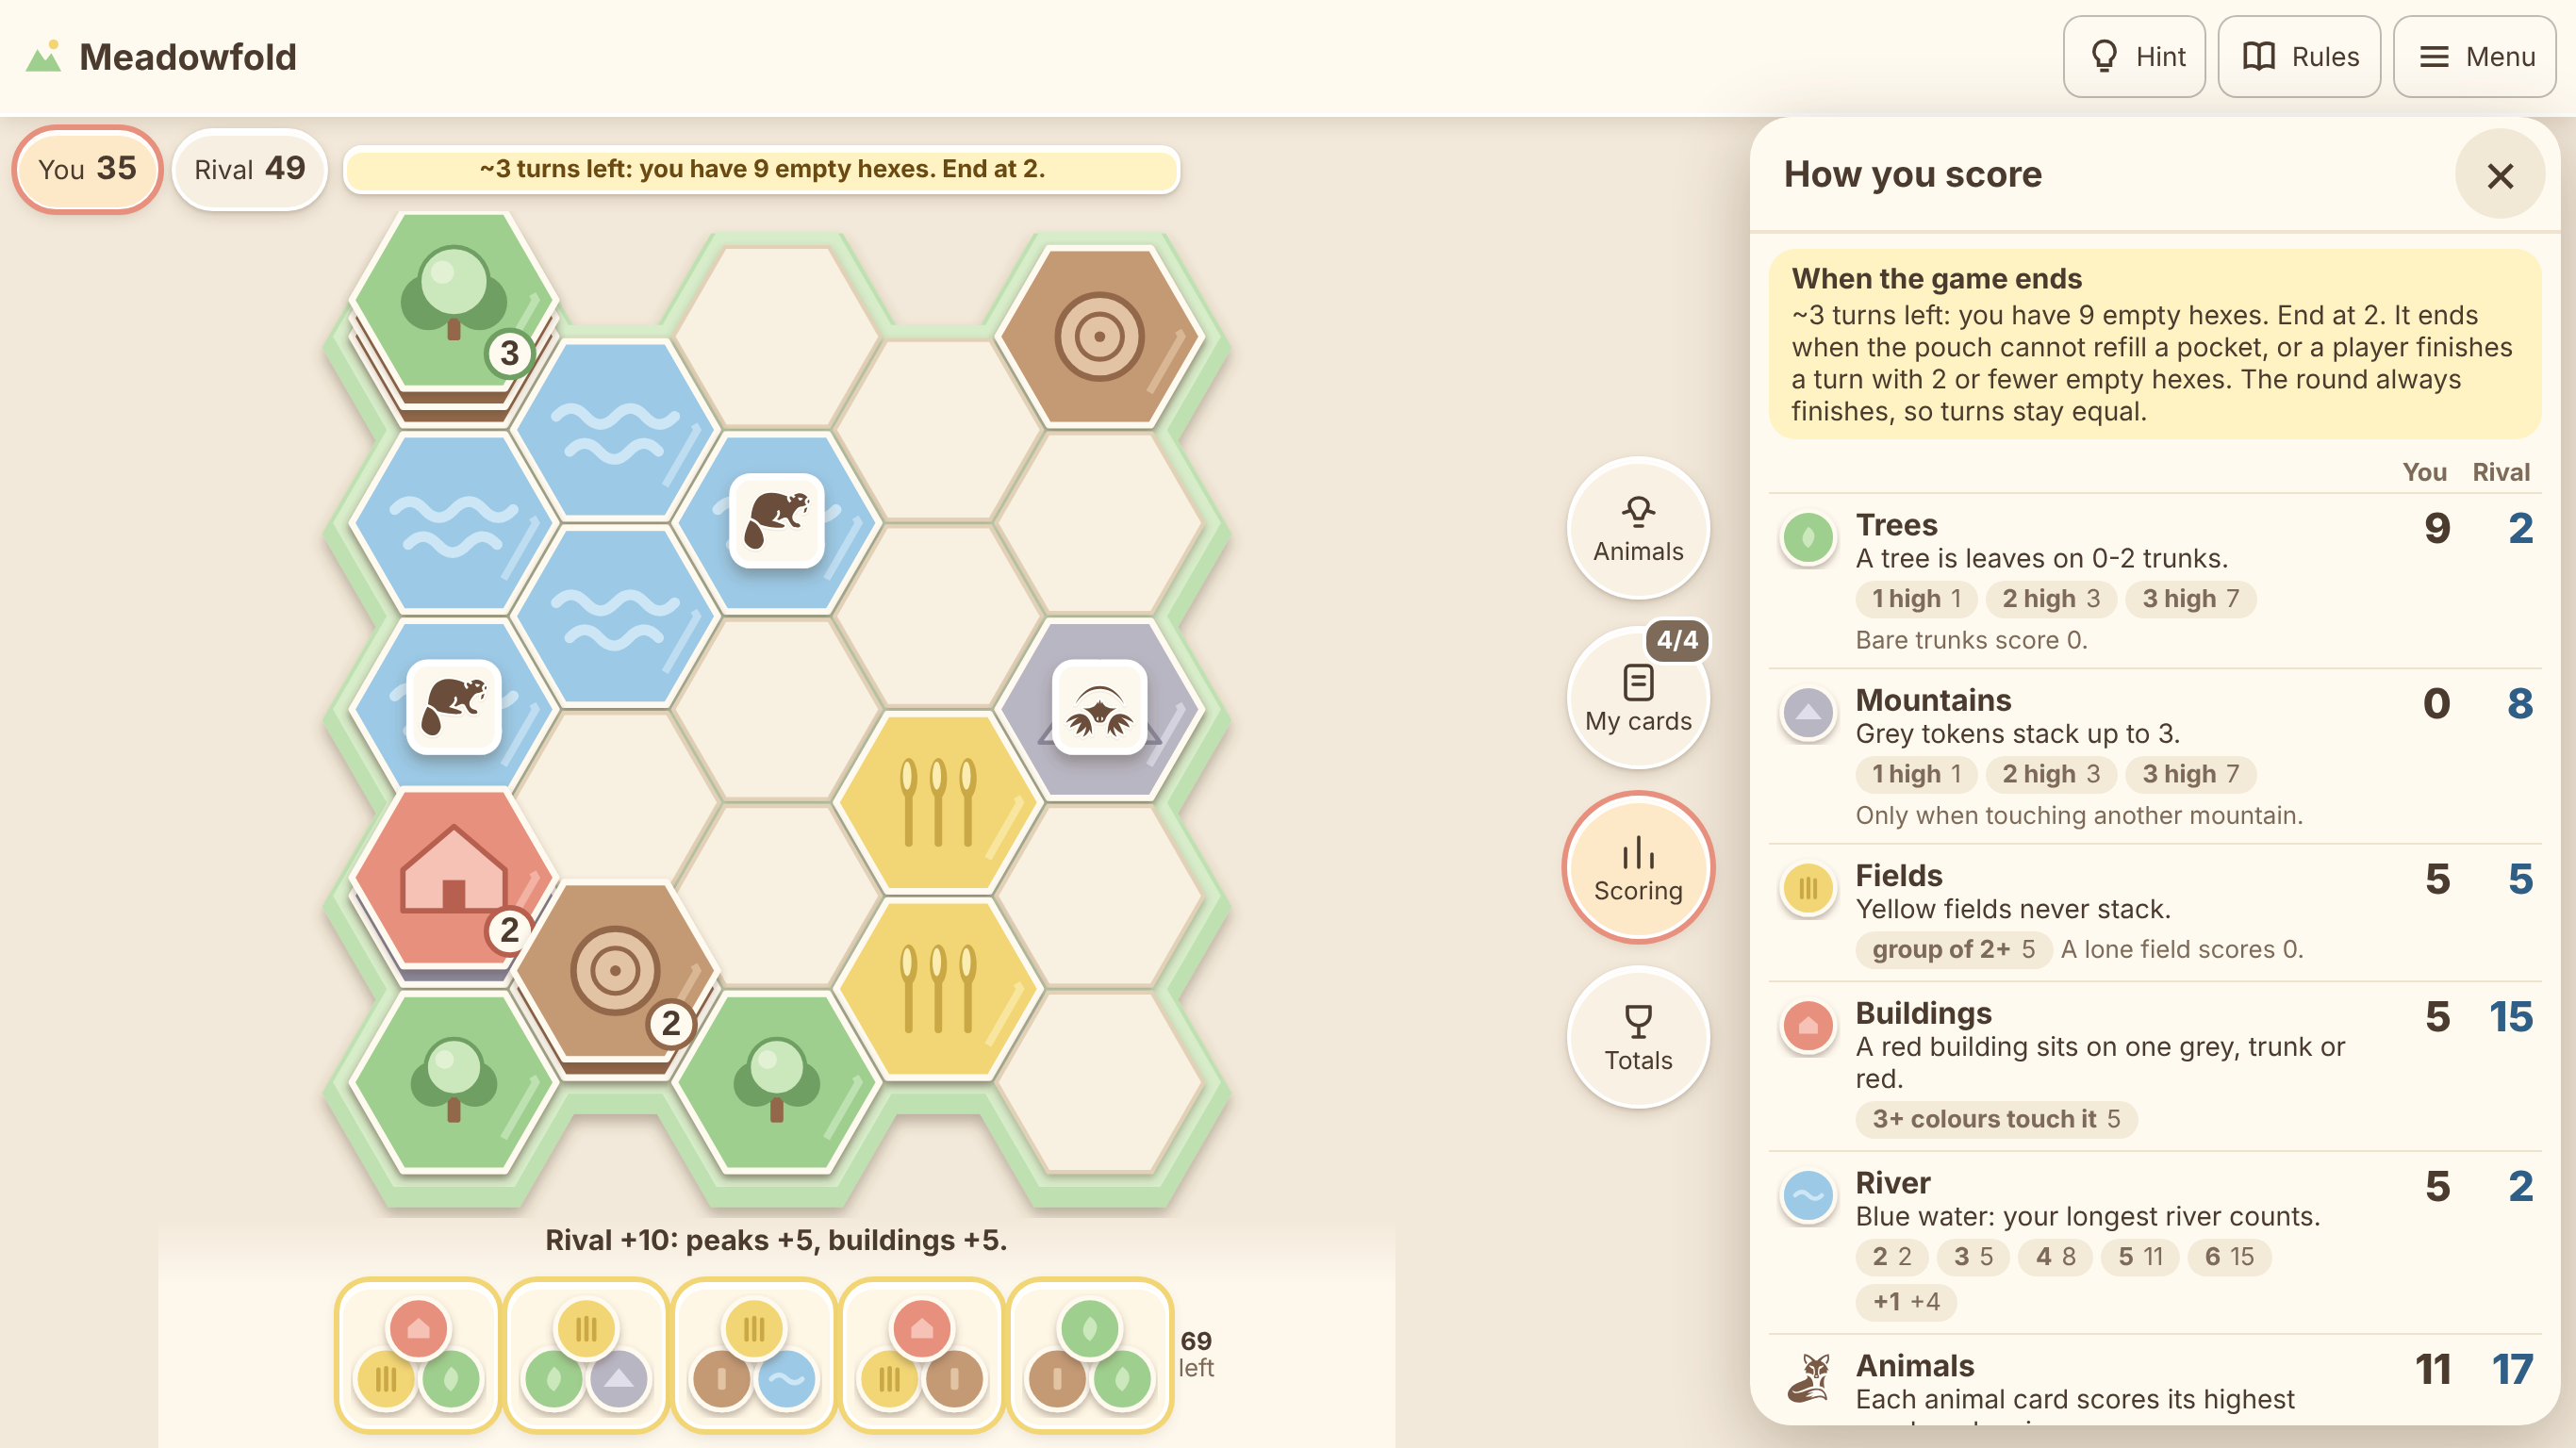 Meadowfold
Hint
Rules
Menu
You 35
Rival 49
~3 turns left: you have 9 empty hexes. End at 2.
3
2
2
Animals
4/4
My cards
Scoring
Totals
Rival +10: peaks +5, buildings +5.
69
left
How you score
When the game ends
~3 turns left: you have 9 empty hexes. End at 2. It ends
when the pouch cannot refill a pocket, or a player finishes
a turn with 2 or fewer empty hexes. The round always
finishes, so turns stay equal.
You Rival
Trees 9 2
A tree is leaves on 0-2 trunks.
1 high 1 2 high 3 3 high 7
Bare trunks score 0.
Mountains 0 8
Grey tokens stack up to 3.
1 high 1 2 high 3 3 high 7
Only when touching another mountain.
Fields 5 5
Yellow fields never stack.
group of 2+ 5 A lone field scores 0.
Buildings 5 15
A red building sits on one grey, trunk or
red.
3+ colours touch it 5
River 5 2
Blue water: your longest river counts.
2 2 3 5 4 8 5 11 6 15
+1 +4
Animals 11 17
Each animal card scores its highest